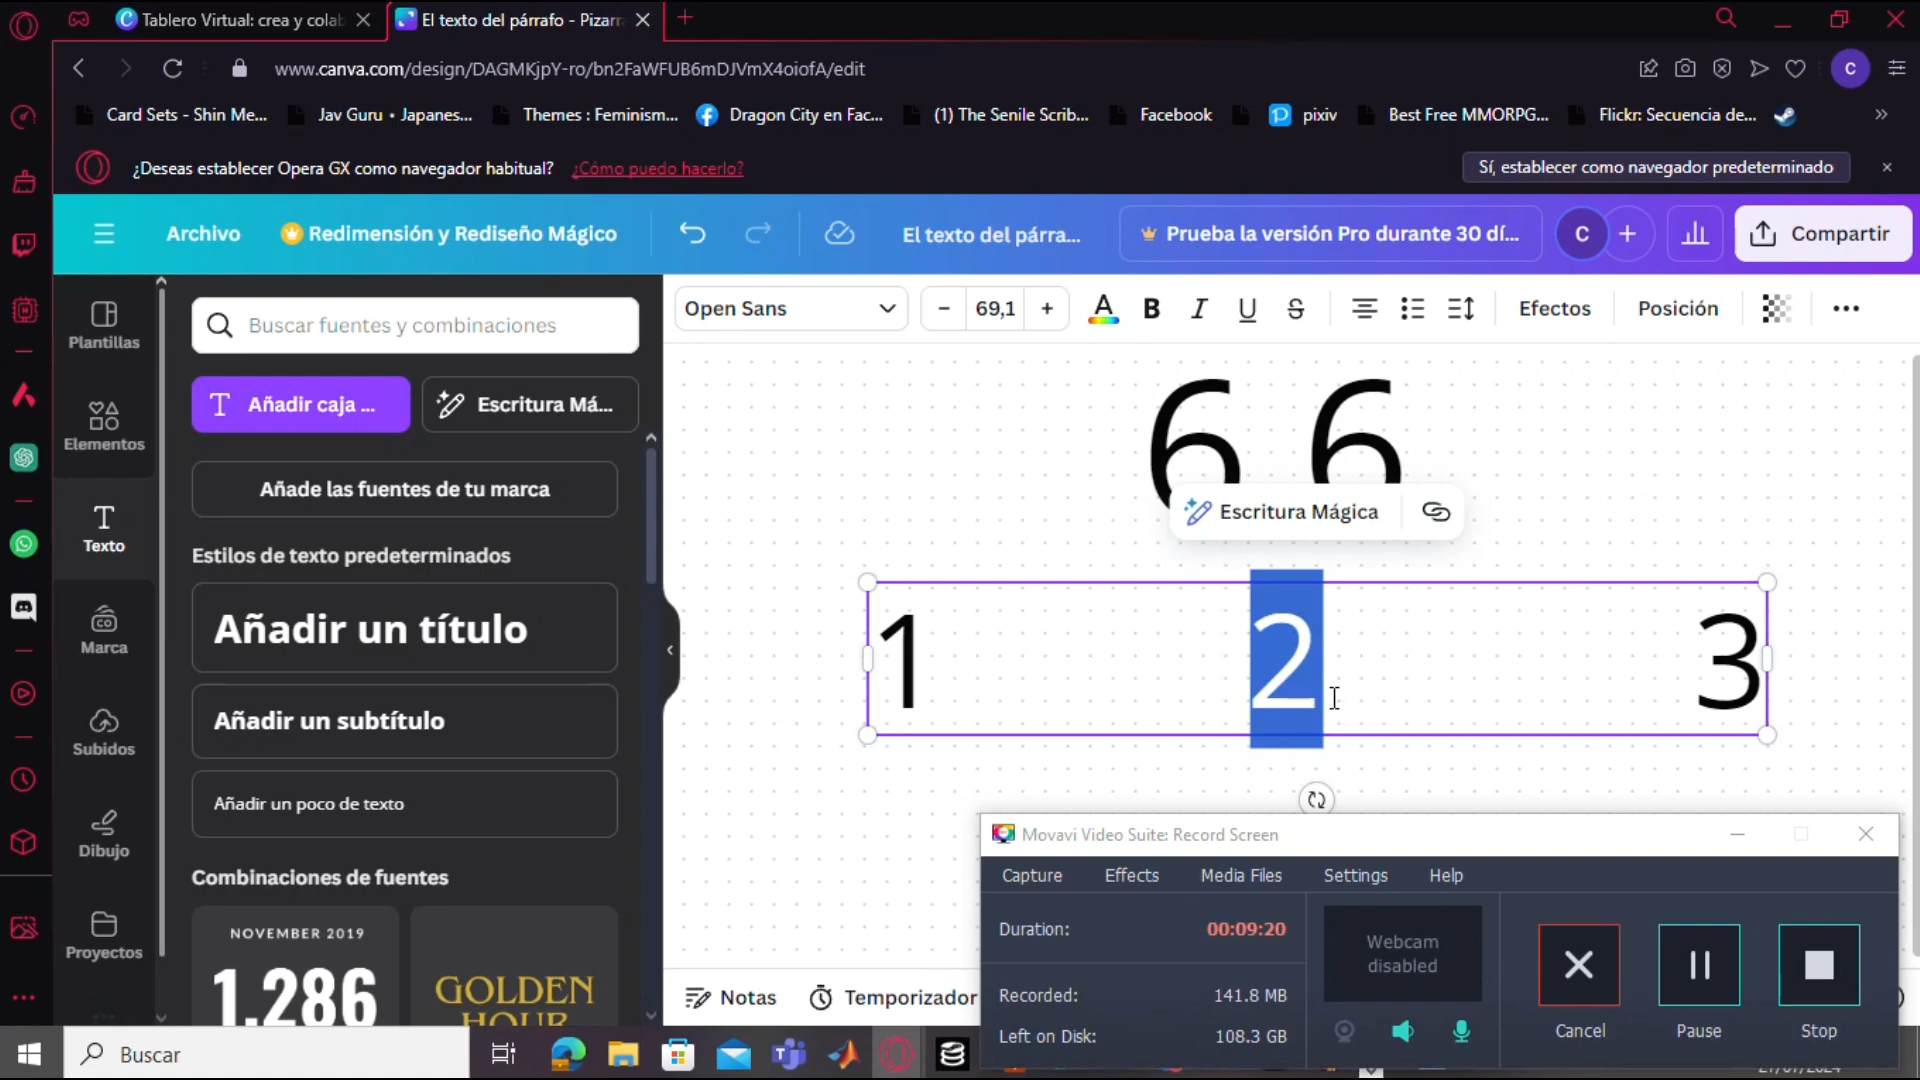 Tablero Virtual: crea y colab
El texto del párrafo - Pizarr
www.canva.com/design/DAGMKjpY-ro/bn2FaWFUB6mDJVmX4oiofA/edit
C
Card Sets - Shin Me...
Jav Guru • Japanes...
Themes : Feminism...
Dragon City en Fac...
(1) The Senile Scrib...
Facebook
pixiv
Best Free MMORPG...
Flickr: Secuencia de...
¿Deseas establecer Opera GX como navegador habitual?
¿Cómo puedo hacerlo?
Sí, establecer como navegador predeterminado
Archivo
Redimensión y Rediseño Mágico
El texto del párra...
Prueba la versión Pro durante 30 dí...
C
Compartir
Plantillas
Elementos
Texto
Marca
Subidos
Dibujo
Proyectos
Buscar fuentes y combinaciones
Añadir caja ...
Escritura Má...
Añade las fuentes de tu marca
Estilos de texto predeterminados
Añadir un título
Añadir un subtítulo
Añadir un poco de texto
Combinaciones de fuentes
NOVEMBER 2019
1,286
GOLDEN
HOUR
Open Sans
69,1
A
B
I
U
S
Efectos
Posición
6 6
Escritura Mágica
1 2 3
Notas
Temporizador
Movavi Video Suite: Record Screen
Capture
Effects
Media Files
Settings
Help
Duration:
00:09:20
Recorded:
141.8 MB
Left on Disk:
108.3 GB
Webcam
disabled
Cancel
Pause
Stop
Buscar